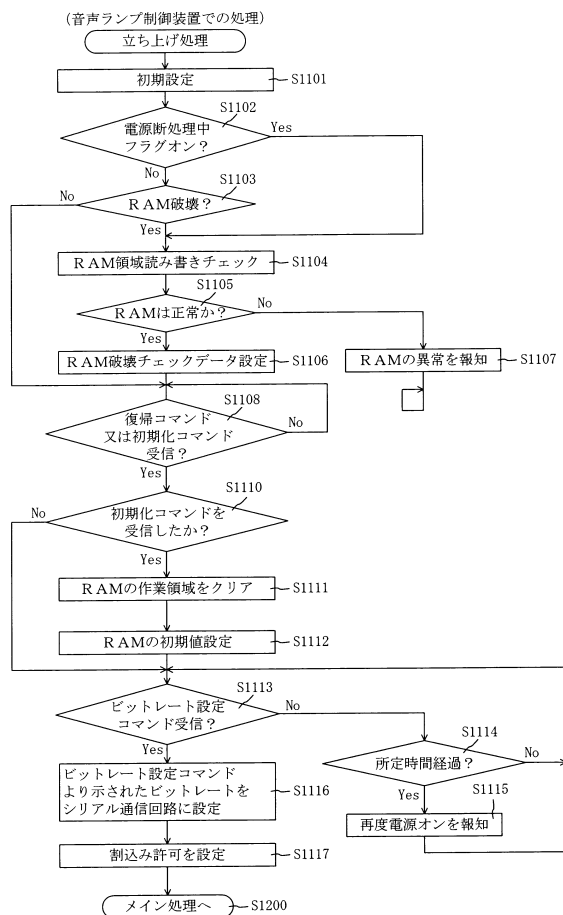 (音声ランプ制御装置での処理)
立ち上げ処理
初期設定
S1101
S1102
電源断処理中
フラグオン？
Yes
No
S1103
No
ＲＡＭ破壊？
Yes
ＲＡＭ領域読み書きチェック
S1104
S1105
RAMは正常か？
No
Yes
RAM破壊チェックデータ設定
S1106
ＲＡＭの異常を報知
S1107
S1108
復帰コマンド
又は初期化コマンド
受信？
No
Yes
S1110
No
初期化コマンドを
受信したか？
Yes
ＲＡＭの作業領域をクリア
S1111
ＲＡＭの初期値設定
S1112
S1113
ビットレート設定
コマンド受信？
No
Yes
S1114
所定時間経過？
No
Yes
S1115
再度電源オンを報知
ビットレート設定コマンド
より示されたビットレートを
シリアル通信回路に設定
S1116
割込み許可を設定
S1117
メイン処理へ
S1200